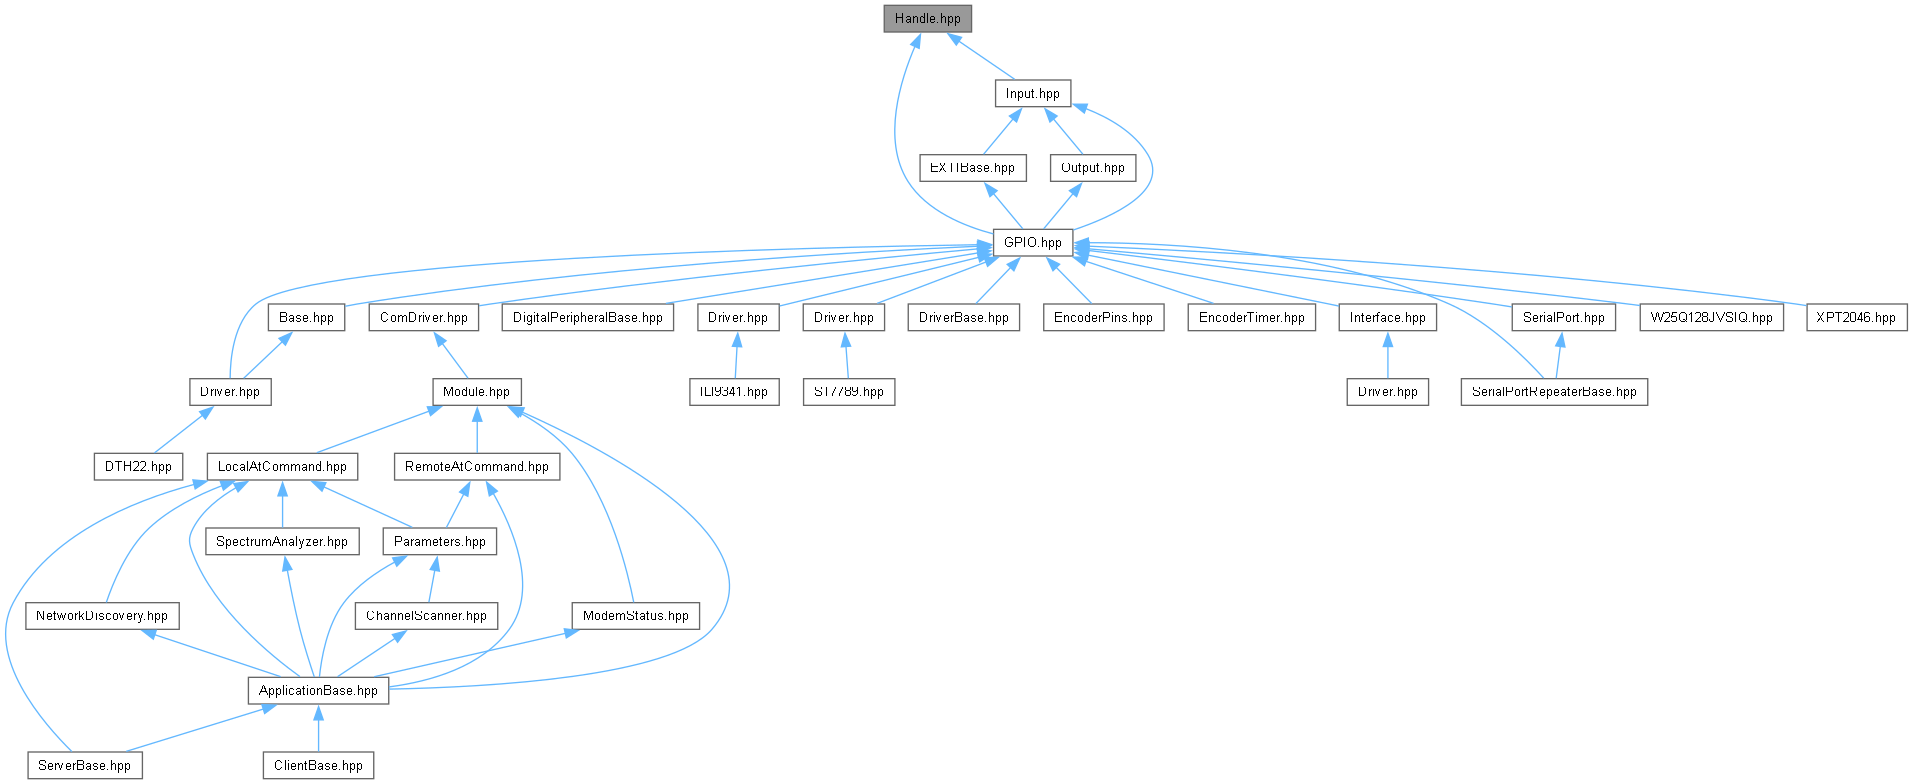 Handle.hpp
Input.hpp
EXTIBase.hpp
Output.hpp
GPIO.hpp
Base.hpp
ComDriver.hpp
DigitalPeripheralBase.hpp
Driver.hpp
Driver.hpp
DriverBase.hpp
EncoderPins.hpp
EncoderTimer.hpp
Interface.hpp
SerialPort.hpp
W25Q128JVSIQ.hpp
XPT2046.hpp
Driver.hpp
Module.hpp
ILI9341.hpp
ST7789.hpp
Driver.hpp
SerialPortRepeaterBase.hpp
DTH22.hpp
LocalAtCommand.hpp
RemoteAtCommand.hpp
SpectrumAnalyzer.hpp
Parameters.hpp
NetworkDiscovery.hpp
ChannelScanner.hpp
ModemStatus.hpp
ApplicationBase.hpp
ServerBase.hpp
ClientBase.hpp